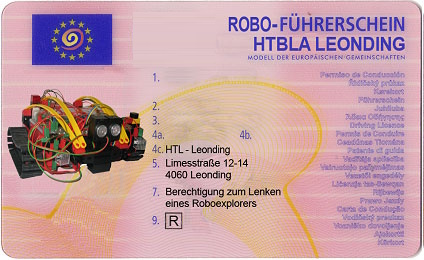 ROBO-FÜHRERSCHEIN
HTBLA LEONDING
MODELL DER EUROPÄISCHEN GEMEINSCHAFTEN
Permiso de Conducción
Řidičský průkaz
Kørekort
Führerschein
Juhiluba
Άδεια Οδήγησης
Driving Licence
Permis de Conduire
Ceadúnas Tiomána
Patente di guida
Vadītāja apliecība
Vairuotojo pažymėjimas
Vezetői engedély
Liċenzja tas-Sewqan
Rijbewijs
Prawo Jazdy
Carta de Condução
Vodičský preukaz
Vozniško dovoljenje
Ajokortti
Körkort
1.
2.
3.
4a. 4b.
4c. HTL - Leonding
5. Limesstraße 12-14
4060 Leonding
7. Berechtigung zum Lenken
eines Roboexplorers
9. R